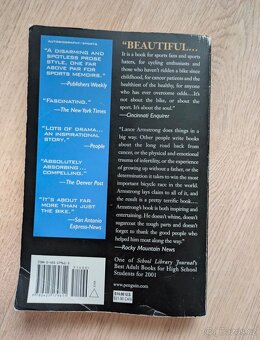 AUTOBIOGRAPHY/SPORTS
"A DISARMING AND
SPOTLESS PROSE
STYLE, ONE FAR
ABOVE PAR FOR
SPORTS MEMOIRS."
—Publishers Weekly
"FASCINATING."
—The New York Times
"LOTS OF DRAMA...
AN INSPIRATIONAL
STORY."
—People
"ABSOLUTELY
ABSORBING...
COMPELLING."
—The Denver Post
"IT'S ABOUT FAR
MORE THAN JUST
THE BIKE."
—San Antonio
Express-News
"BEAUTIFUL...
It is a book for sports fans and sports
haters, for cycling enthusiasts and
those who haven't ridden a bike since
childhood, for cancer patients and the
healthiest of the healthy, for anyone
who has ever overcome odds. ...It's
not about the bike, or about the
sport. It's about the soul."
—Cincinnati Enquirer
"Lance Armstrong does things in a
big way. Other people write books
about the long road back from
cancer, or the physical and emotional
trauma of infertility, or the experience
of growing up without a father, or the
determination it takes to win the most
important bicycle race in the world.
Armstrong claims into to all of
the result is a terrific book...
Armstrong's book is both inspiring and
entertaining. He doesn't whine, doesn't
sugarcoat the tough parts and doesn't
forget to thank the good people who
helped him most along the way."
—Rocky Mountain News
One of School Library Journal's
Best Adult Books for High School
Students for 2001
www.penguin.com